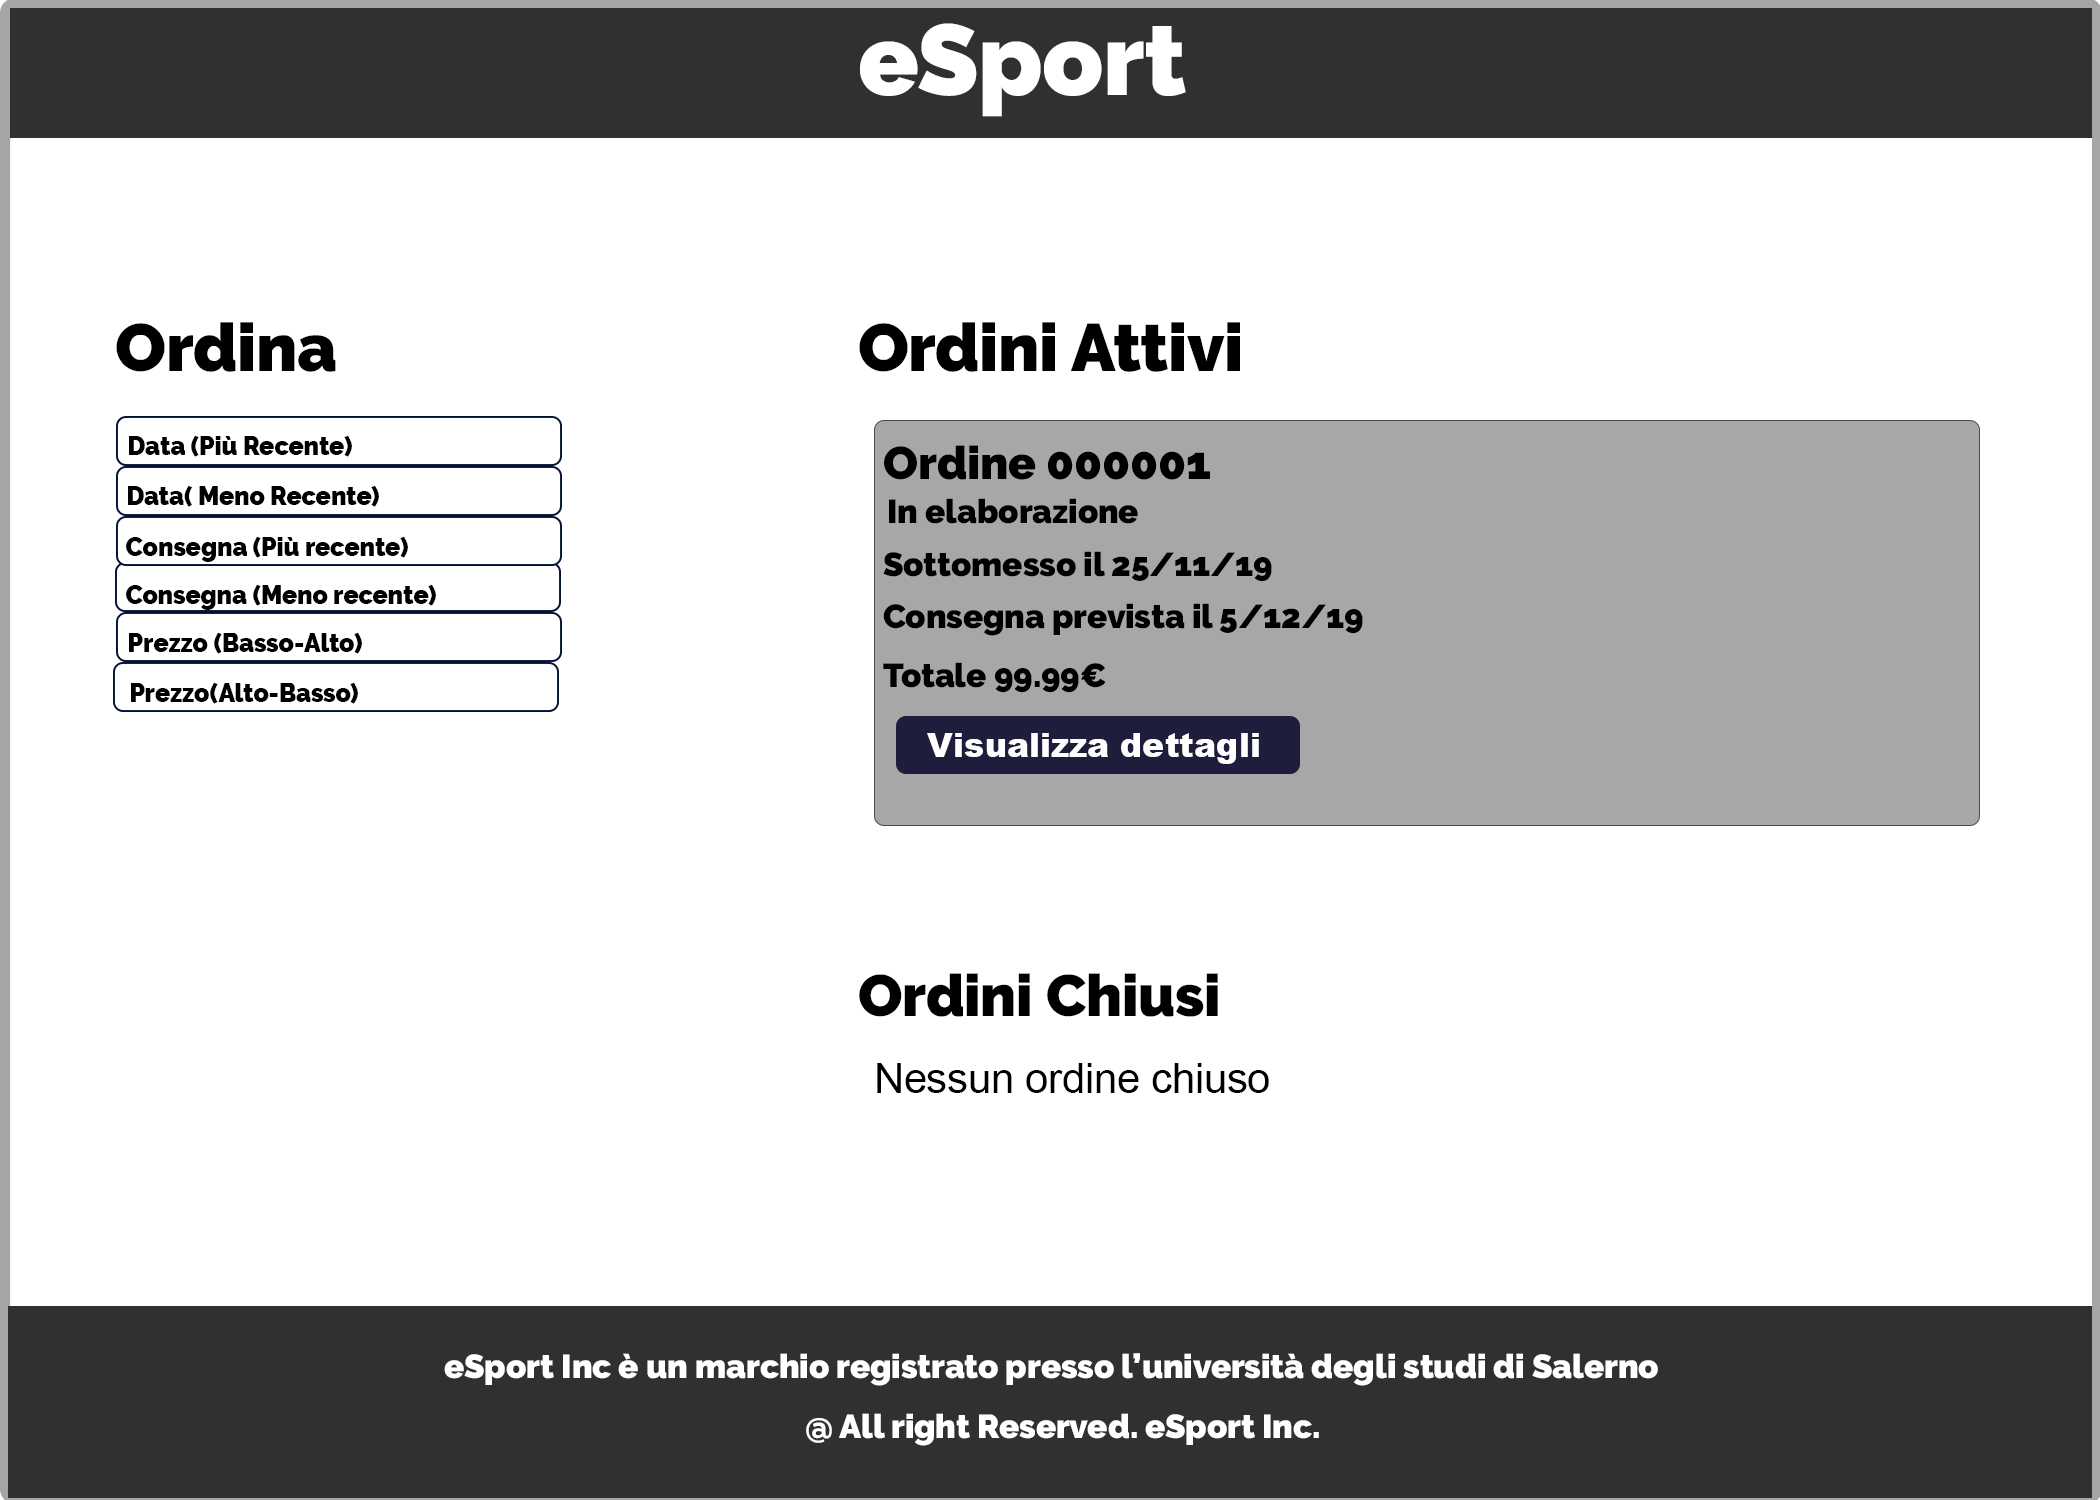 eSport
Ordina
Data (Più Recente)
Data( Meno Recente)
Consegna (Più recente)
Consegna (Meno recente)
Prezzo (Basso-Alto)
Prezzo(Alto-Basso)
Ordini Attivi
Ordine 000001
In elaborazione
Sottomesso il 25/11/19
Consegna prevista il 5/12/19
Totale 99.99€
Visualizza dettagli
Ordini Chiusi
Nessun ordine chiuso
eSport Inc è un marchio registrato presso l’università degli studi di Salerno
@ All right Reserved. eSport Inc.